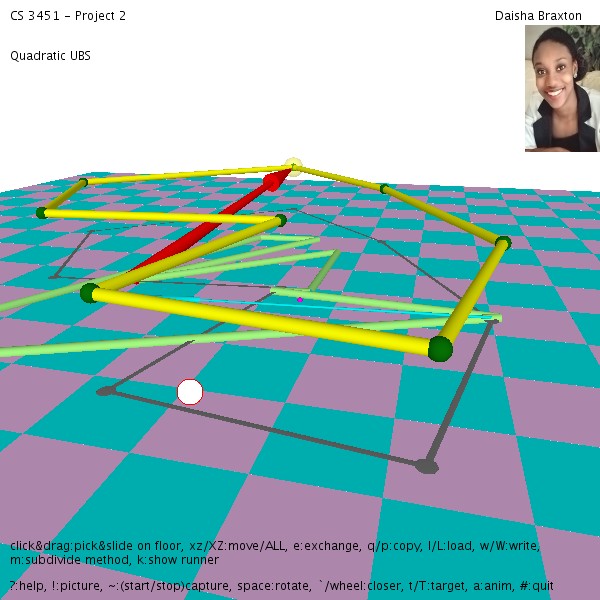 CS 3451 - Project 2
Daisha Braxton
Quadratic UBS
click&drag:pick&slide on floor, xz/XZ:move/ALL, e:exchange, q/p:copy, l/L:load, w/W:write,
m:subdivide method, k:show runner
?:help, !:picture, ~:(start/stop)capture, space:rotate, `/wheel:closer, t/T:target, a:anim, #:quit